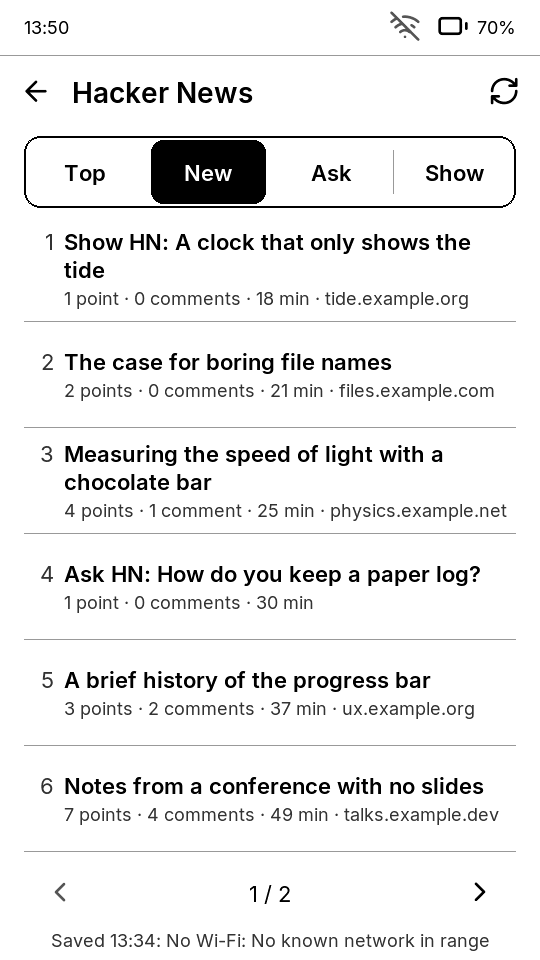 13:50
70%
Hacker News
Top New Ask Show
1 Show HN: A clock that only shows the
tide
1 point · 0 comments · 18 min · tide.example.org
2 The case for boring file names
2 points · 0 comments · 21 min · files.example.com
3 Measuring the speed of light with a
chocolate bar
4 points · 1 comment · 25 min · physics.example.net
4 Ask HN: How do you keep a paper log?
1 point · 0 comments · 30 min
5 A brief history of the progress bar
3 points · 2 comments · 37 min · ux.example.org
6 Notes from a conference with no slides
7 points · 4 comments · 49 min · talks.example.dev
1 / 2
Saved 13:34: No Wi-Fi: No known network in range